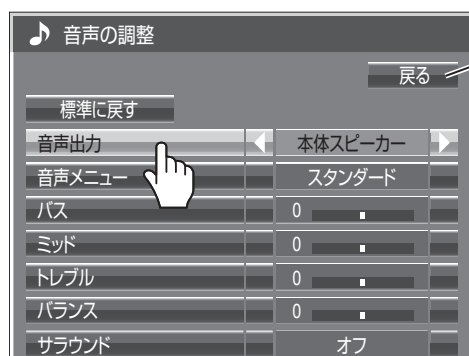 音声の調整
戻る
標準に戻す
音声出力 本体スピーカー
音声メニュー スタンダード
バス 0
ミッド 0
トレブル 0
バランス 0
サラウンド オフ